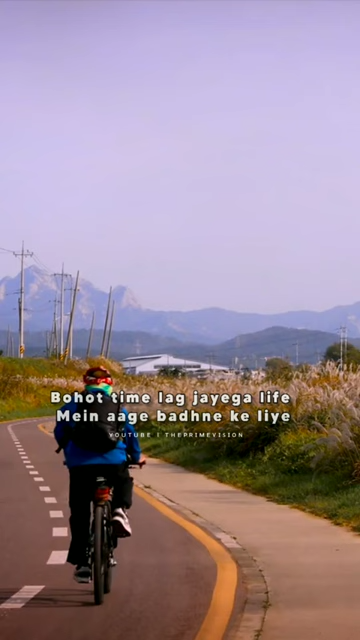 Bohot time lag jayega life
Mein aage badhne ke liye
YOUTUBE | THEPRIMEVISION